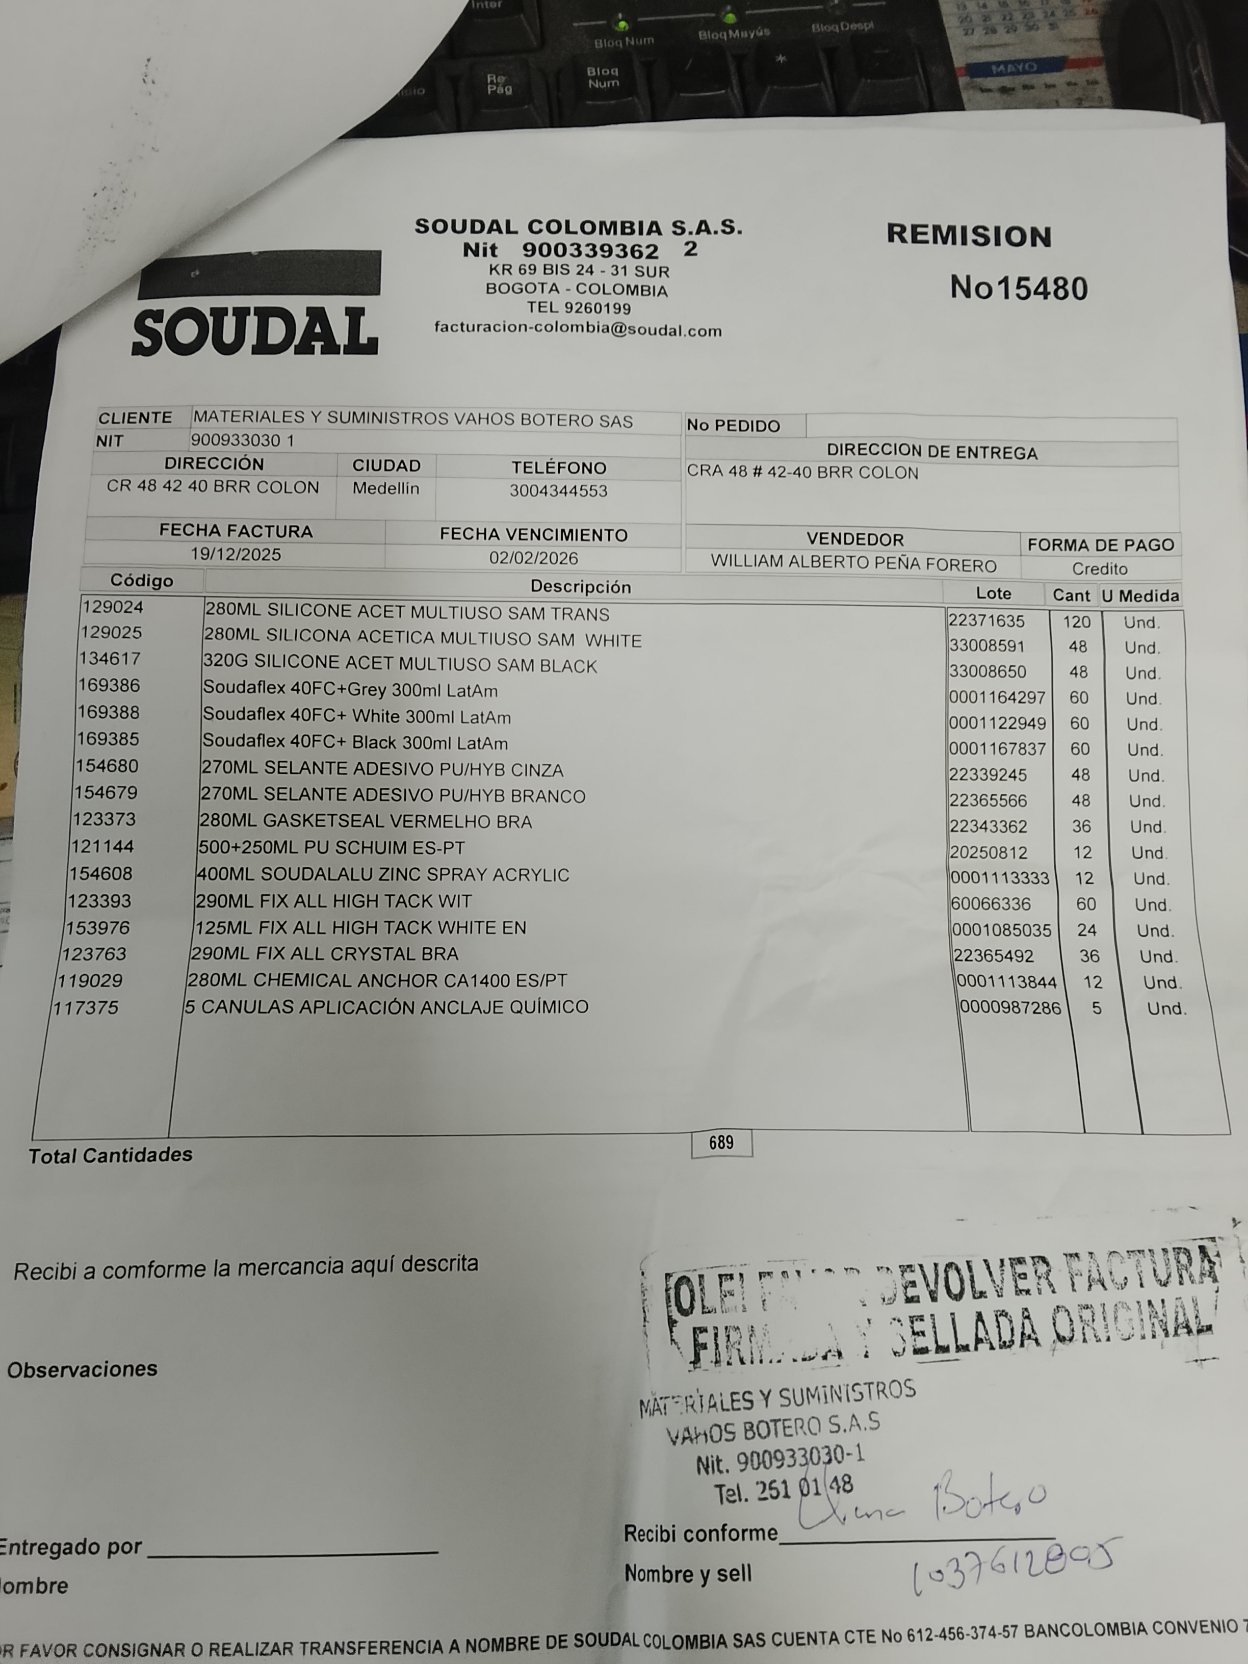 Inter
Bloq Num
Bloq Mayús
Bloq Despl
Re Pág
Bloq Num
*
MAYO
SOUDAL
SOUDAL COLOMBIA S.A.S.
Nit 900339362 2
KR 69 BIS 24 - 31 SUR
BOGOTA - COLOMBIA
TEL 9260199
facturacion-colombia@soudal.com
REMISION
No15480
CLIENTE MATERIALES Y SUMINISTROS VAHOS BOTERO SAS
NIT 900933030 1
DIRECCIÓN CIUDAD TELÉFONO
CR 48 42 40 BRR COLON Medellin 3004344553
No PEDIDO
DIRECCION DE ENTREGA
CRA 48 # 42-40 BRR COLON
FECHA FACTURA FECHA VENCIMIENTO VENDEDOR FORMA DE PAGO
19/12/2025 02/02/2026 WILLIAM ALBERTO PEÑA FORERO Credito
Código Descripción Lote Cant U Medida
129024 280ML SILICONE ACET MULTIUSO SAM TRANS 22371635 120 Und.
129025 280ML SILICONA ACETICA MULTIUSO SAM WHITE 33008591 48 Und.
134617 320G SILICONE ACET MULTIUSO SAM BLACK 33008650 48 Und.
169386 Soudaflex 40FC+Grey 300ml LatAm 0001164297 60 Und.
169388 Soudaflex 40FC+ White 300ml LatAm 0001122949 60 Und.
169385 Soudaflex 40FC+ Black 300ml LatAm 0001167837 60 Und.
154680 270ML SELANTE ADESIVO PU/HYB CINZA 22339245 48 Und.
154679 270ML SELANTE ADESIVO PU/HYB BRANCO 22365566 48 Und.
123373 280ML GASKETSEAL VERMELHO BRA 22343362 36 Und.
121144 500+250ML PU SCHUIM ES-PT 20250812 12 Und.
154608 400ML SOUDALALU ZINC SPRAY ACRYLIC 0001113333 12 Und.
123393 290ML FIX ALL HIGH TACK WIT 60066336 60 Und.
153976 125ML FIX ALL HIGH TACK WHITE EN 0001085035 24 Und.
123763 290ML FIX ALL CRYSTAL BRA 22365492 36 Und.
119029 280ML CHEMICAL ANCHOR CA1400 ES/PT 0001113844 12 Und.
117375 5 CANULAS APLICACIÓN ANCLAJE QUÍMICO 0000987286 5 Und.
Total Cantidades 689
Recibi a comforme la mercancia aquí descrita
DEVOLVER FACTURA
FIRMADA Y SELLADA ORIGINAL
Observaciones
MATERIALES Y SUMINISTROS
VAHOS BOTERO S.A.S
Nit. 900933030-1
Tel. 251 01 48
Botero
Recibi conforme
Entregado por
Nombre y sell
1037612895
ombre
OR FAVOR CONSIGNAR O REALIZAR TRANSFERENCIA A NOMBRE DE SOUDAL COLOMBIA SAS CUENTA CTE No 612-456-374-57 BANCOLOMBIA CONVENIO 7